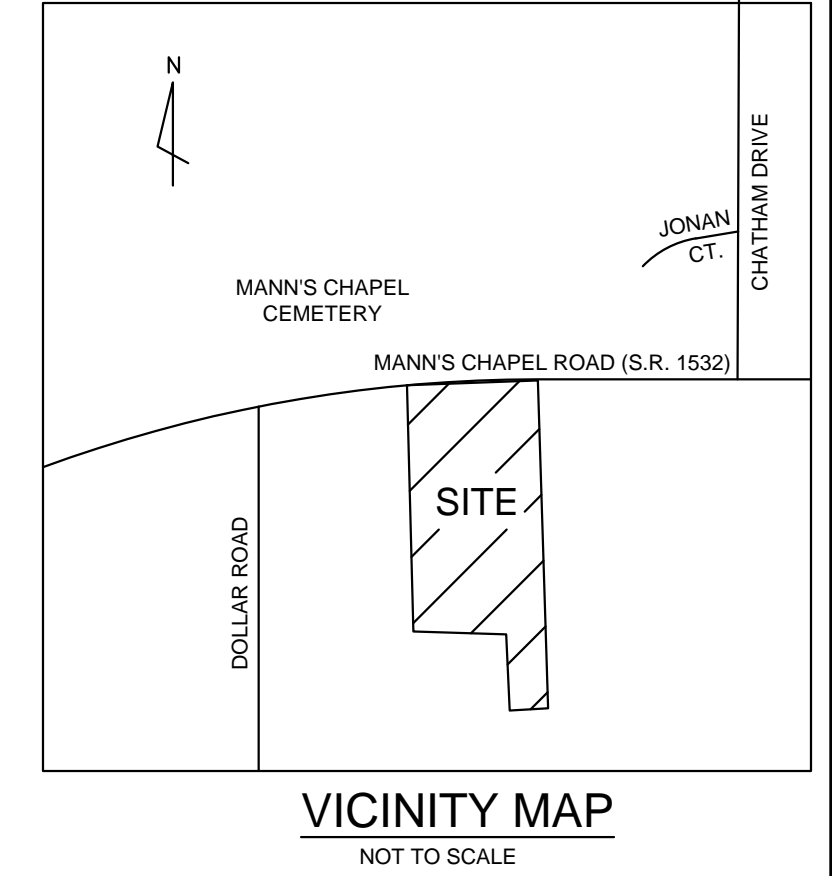 N
JONAN
CT.
CHATHAM DRIVE
MANN'S CHAPEL
CEMETERY
MANN'S CHAPEL ROAD (S.R. 1532)
SITE
DOLLAR ROAD
VICINITY MAP
NOT TO SCALE